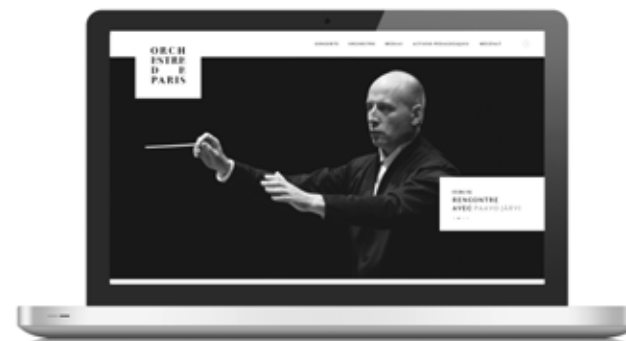 ORCH
ESTRE
D E
PARIS
CONCERTS ORCHESTRE MÉDIAS ACTIONS PÉDAGOGIQUES
RENCONTRE
AVEC PAAVO JÄRVI